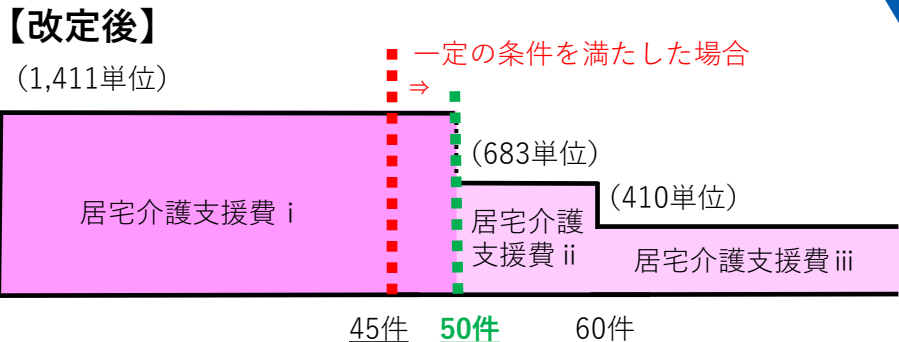 【改定後】
一定の条件を満たした場合
(1,411単位)
⇒
(683単位)
(410単位)
居宅介護支援費ⅰ
居宅介護
支援費ⅱ
居宅介護支援費ⅲ
45件 50件 60件